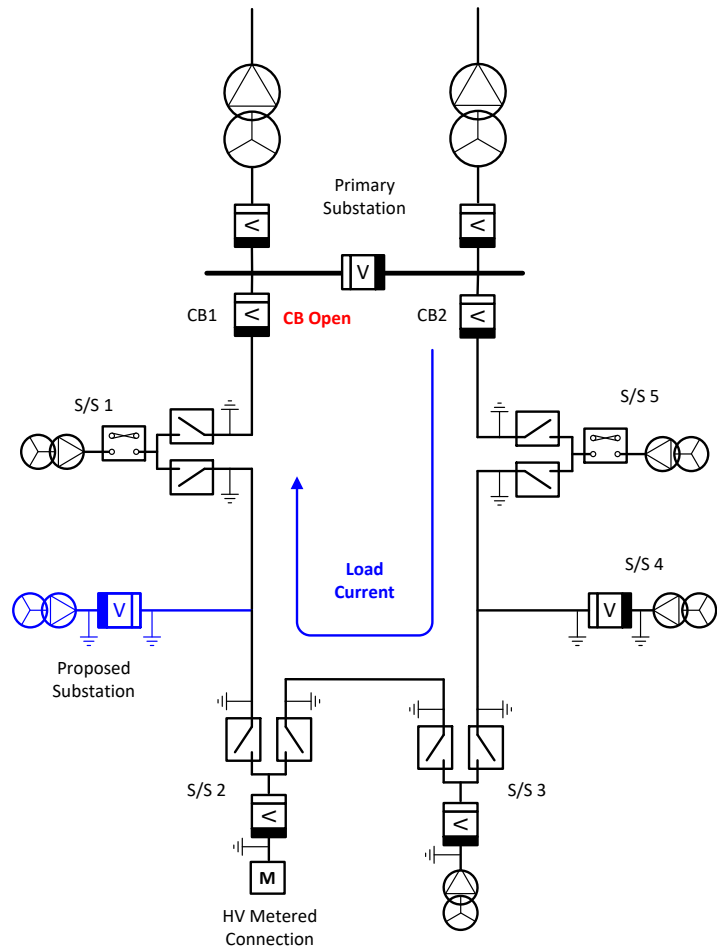 Primary
Substation
V
V
V
CB1
V
CB Open
CB2
V
S/S 1
S/S 5
Load
Current
S/S 4
V
V
Proposed
Substation
S/S 2
S/S 3
V
V
M
HV Metered
Connection